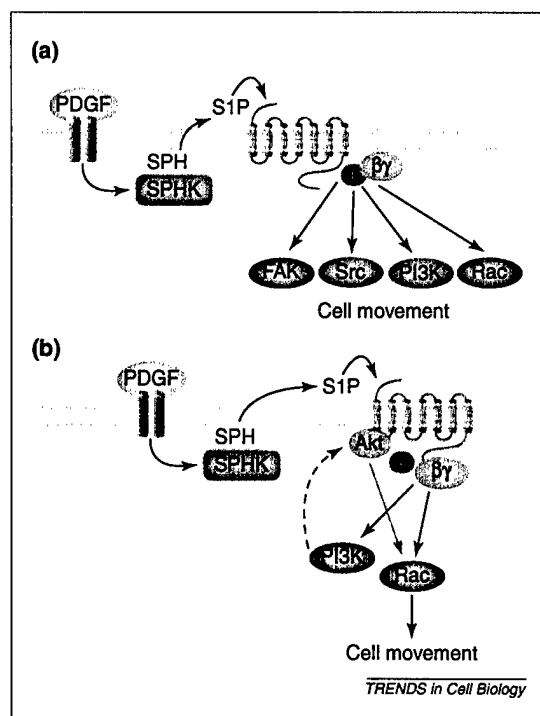 (a)
PDGF
S1P
SPH
SPHK
βγ
FAK
Src
PI3K
Rac
Cell movement
(b)
PDGF
S1P
SPH
SPHK
Akt
βγ
PI3K
Rac
Cell movement
TRENDS in Cell Biology